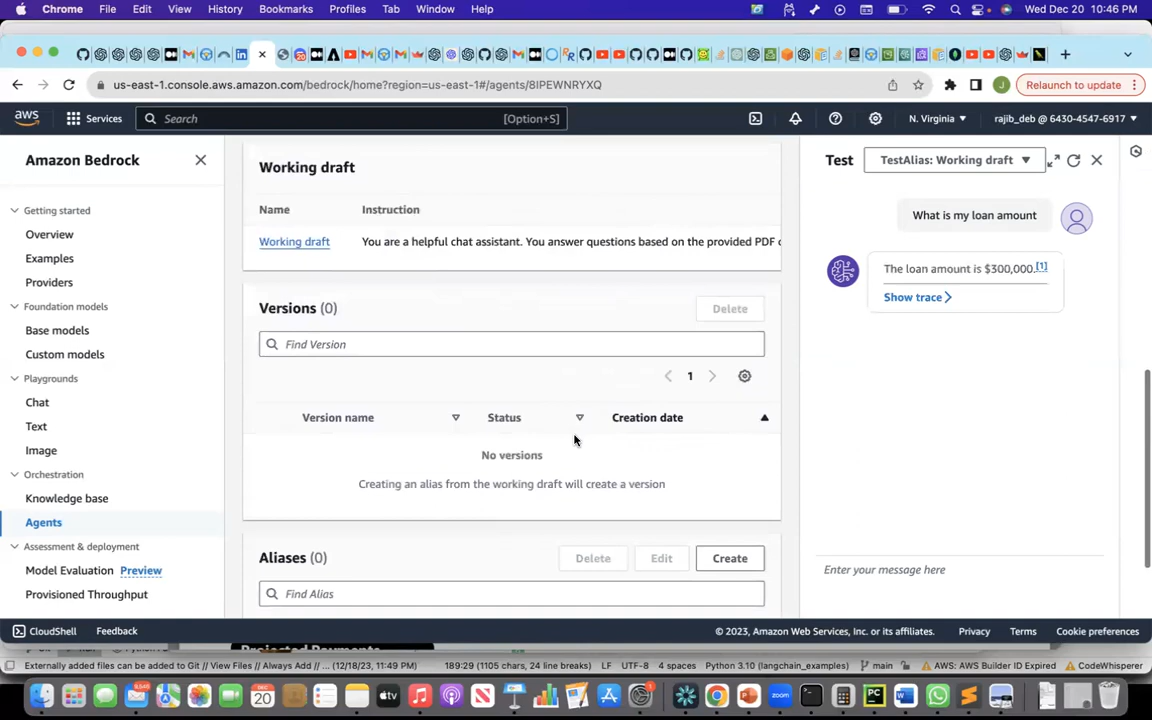 Chrome File Edit View History Bookmarks Profiles Tab Window Help Wed Dec 20 10:46 PM
us-east-1.console.aws.amazon.com/bedrock/home?region=us-east-1#/agents/8IPEWNRYXQ J Relaunch to update
aws Services Search [Option+S] N. Virginia rajib_deb @ 6430-4547-6917
Amazon Bedrock
Getting started
Overview
Examples
Providers
Foundation models
Base models
Custom models
Playgrounds
Chat
Text
Image
Orchestration
Knowledge base
Agents
Assessment & deployment
Model Evaluation Preview
Provisioned Throughput
Working draft
Name Instruction
Working draft You are a helpful chat assistant. You answer questions based on the provided PDF
Versions (0) Delete
Find Version
1
Version name Status Creation date
No versions
Creating an alias from the working draft will create a version
Aliases (0) Delete Edit Create
Find Alias
Test TestAlias: Working draft
What is my loan amount
The loan amount is $300,000.[1]
Show trace
Enter your message here
CloudShell Feedback © 2023, Amazon Web Services, Inc. or its affiliates. Privacy Terms Cookie preferences
Externally added files can be added to Git // View Files // Always Add // ... (12/18/23, 11:49 PM) 189:29 (1105 chars, 24 line breaks) LF UTF-8 4 spaces Python 3.10 (langchain_examples) main AWS: AWS Builder ID Expired CodeWhisperer